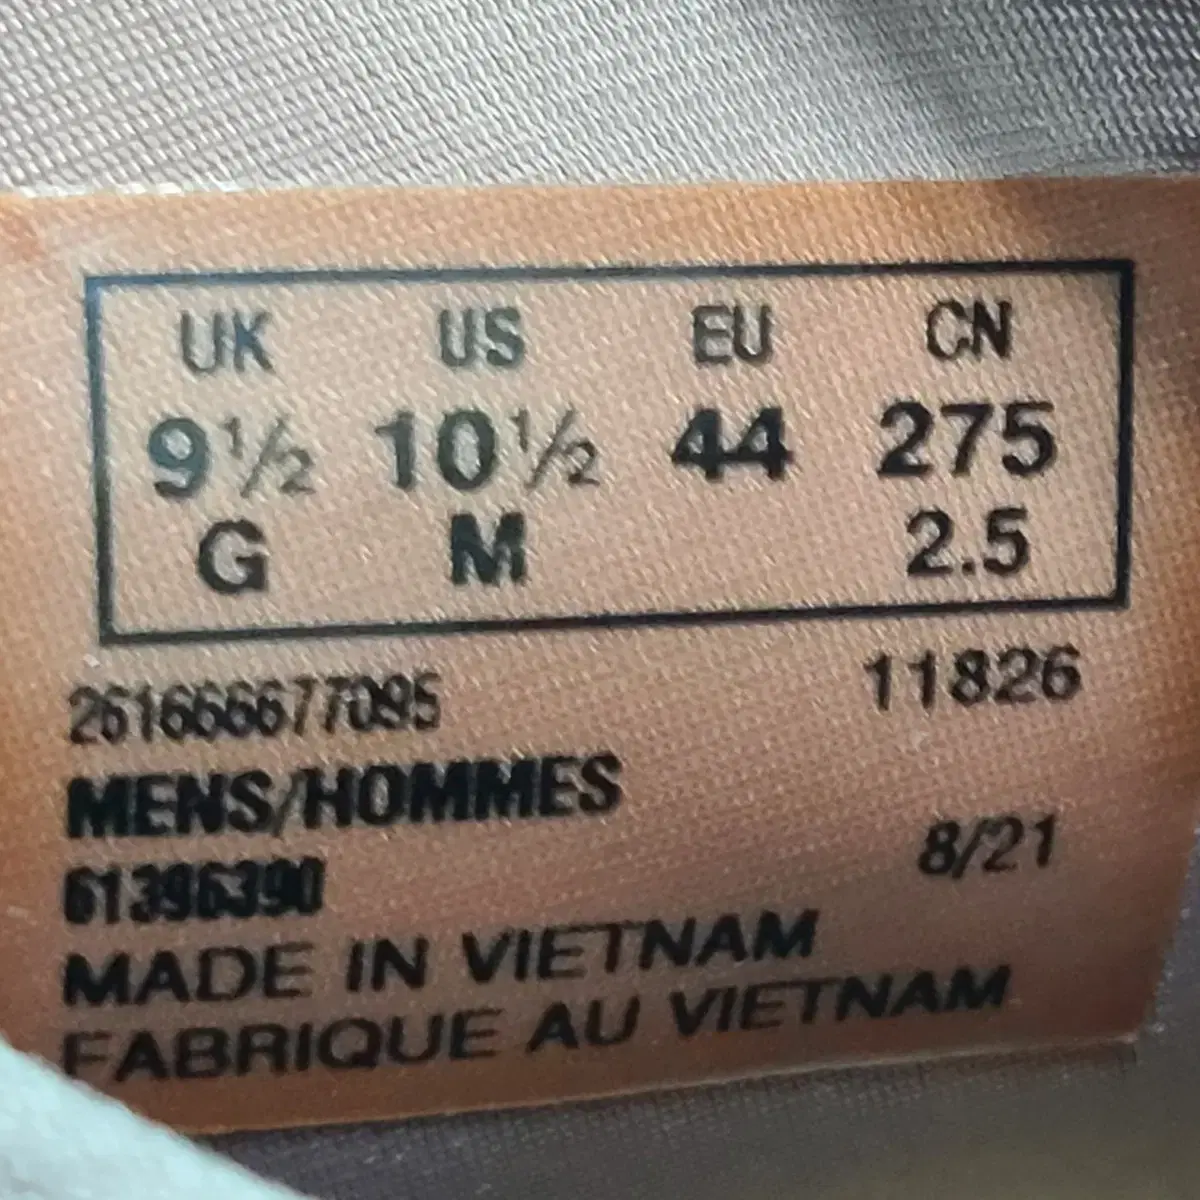 UK US EU CN
9½ 10½ 44 275
G M 2.5
261666677095 11826
MENS/HOMMES
61396390 8/21
MADE IN VIETNAM
FABRIQUE AU VIETNAM